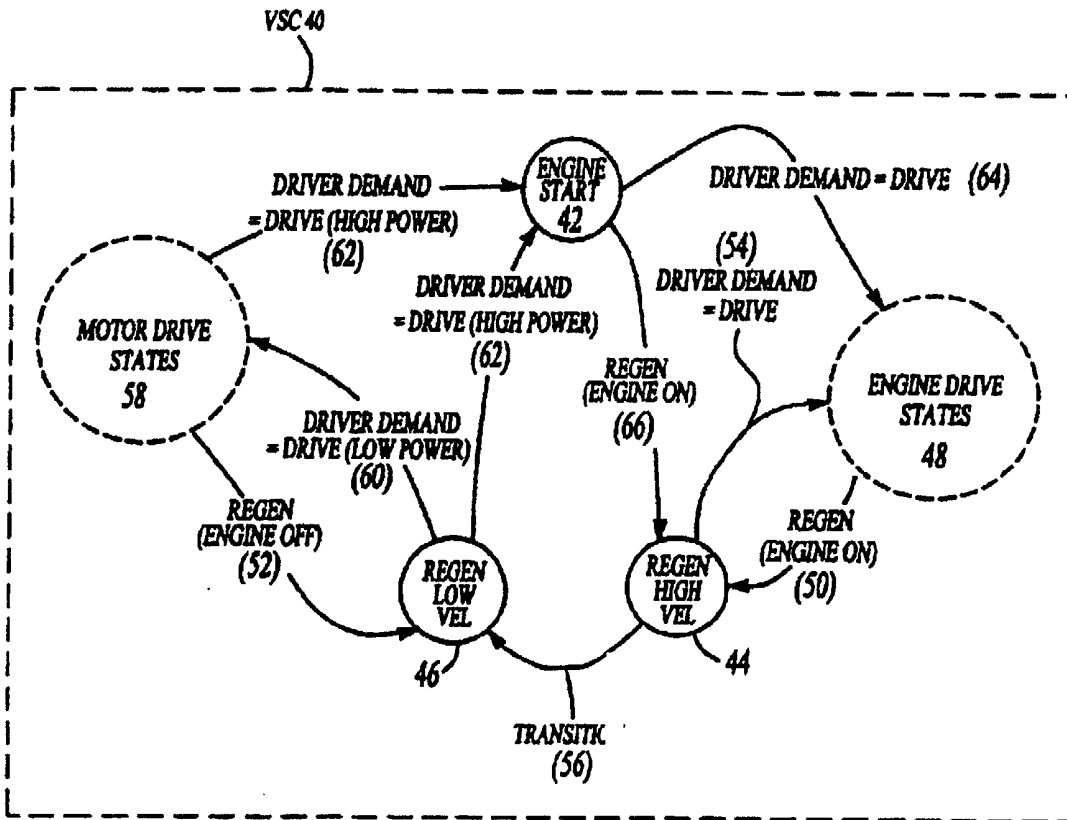 VSC 40
ENGINE
START
42
DRIVER DEMAND
= DRIVE (HIGH POWER)
(62)
DRIVER DEMAND = DRIVE (64)
(54)
DRIVER DEMAND
= DRIVE
DRIVER DEMAND
= DRIVE (HIGH POWER)
(62)
MOTOR DRIVE
STATES
58
REGEN
(ENGINE ON)
(66)
ENGINE DRIVE
STATES
48
DRIVER DEMAND
= DRIVE (LOW POWER)
(60)
REGEN
(ENGINE OFF)
(52)
REGEN
(ENGINE ON)
(50)
REGEN
LOW
VEL
REGEN
HIGH
VEL
46
44
TRANSITK
(56)